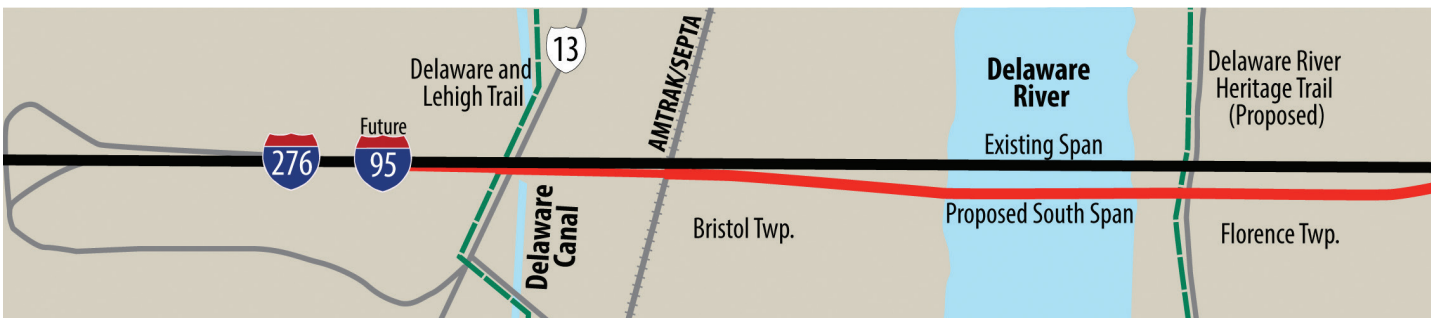 Delaware and
Lehigh Trail
13
AMTRAK/SEPTA
Delaware
River
Delaware River
Heritage Trail
(Proposed)
Future
276
95
Existing Span
Proposed South Span
Delaware
Canal
Bristol Twp.
Florence Twp.